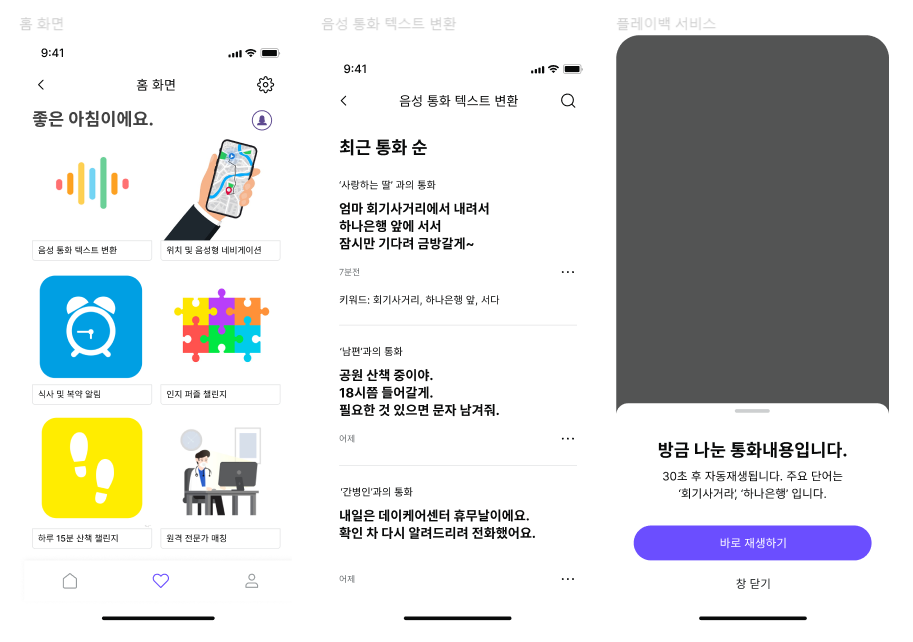 홈 화면
9:41
홈 화면
좋은 아침이에요.
음성 통화 텍스트 변환
위치 및 음성형 네비게이션
식사 및 복약 알림
인지 퍼즐 챌린지
하루 15분 산책 챌린지
원격 전문가 매칭
음성 통화 텍스트 변환
9:41
음성 통화 텍스트 변환
최근 통화 순
'사랑하는 딸' 과의 통화
엄마 회기사거리에서 내려서
하나은행 앞에 서서
잠시만 기다려 금방갈게~
7분전
키워드: 회기사거리, 하나은행 앞, 서다
'남편'과의 통화
공원 산책 중이야.
18시쯤 들어갈게.
필요한 것 있으면 문자 남겨줘.
어제
'간병인'과의 통화
내일은 데이케어센터 휴무날이에요.
확인 차 다시 알려드리려 전화했어요.
어제
플레이백 서비스
방금 나눈 통화내용입니다.
30초 후 자동재생됩니다. 주요 단어는
'회기사거라', '하나은행' 입니다.
바로 재생하기
창 닫기